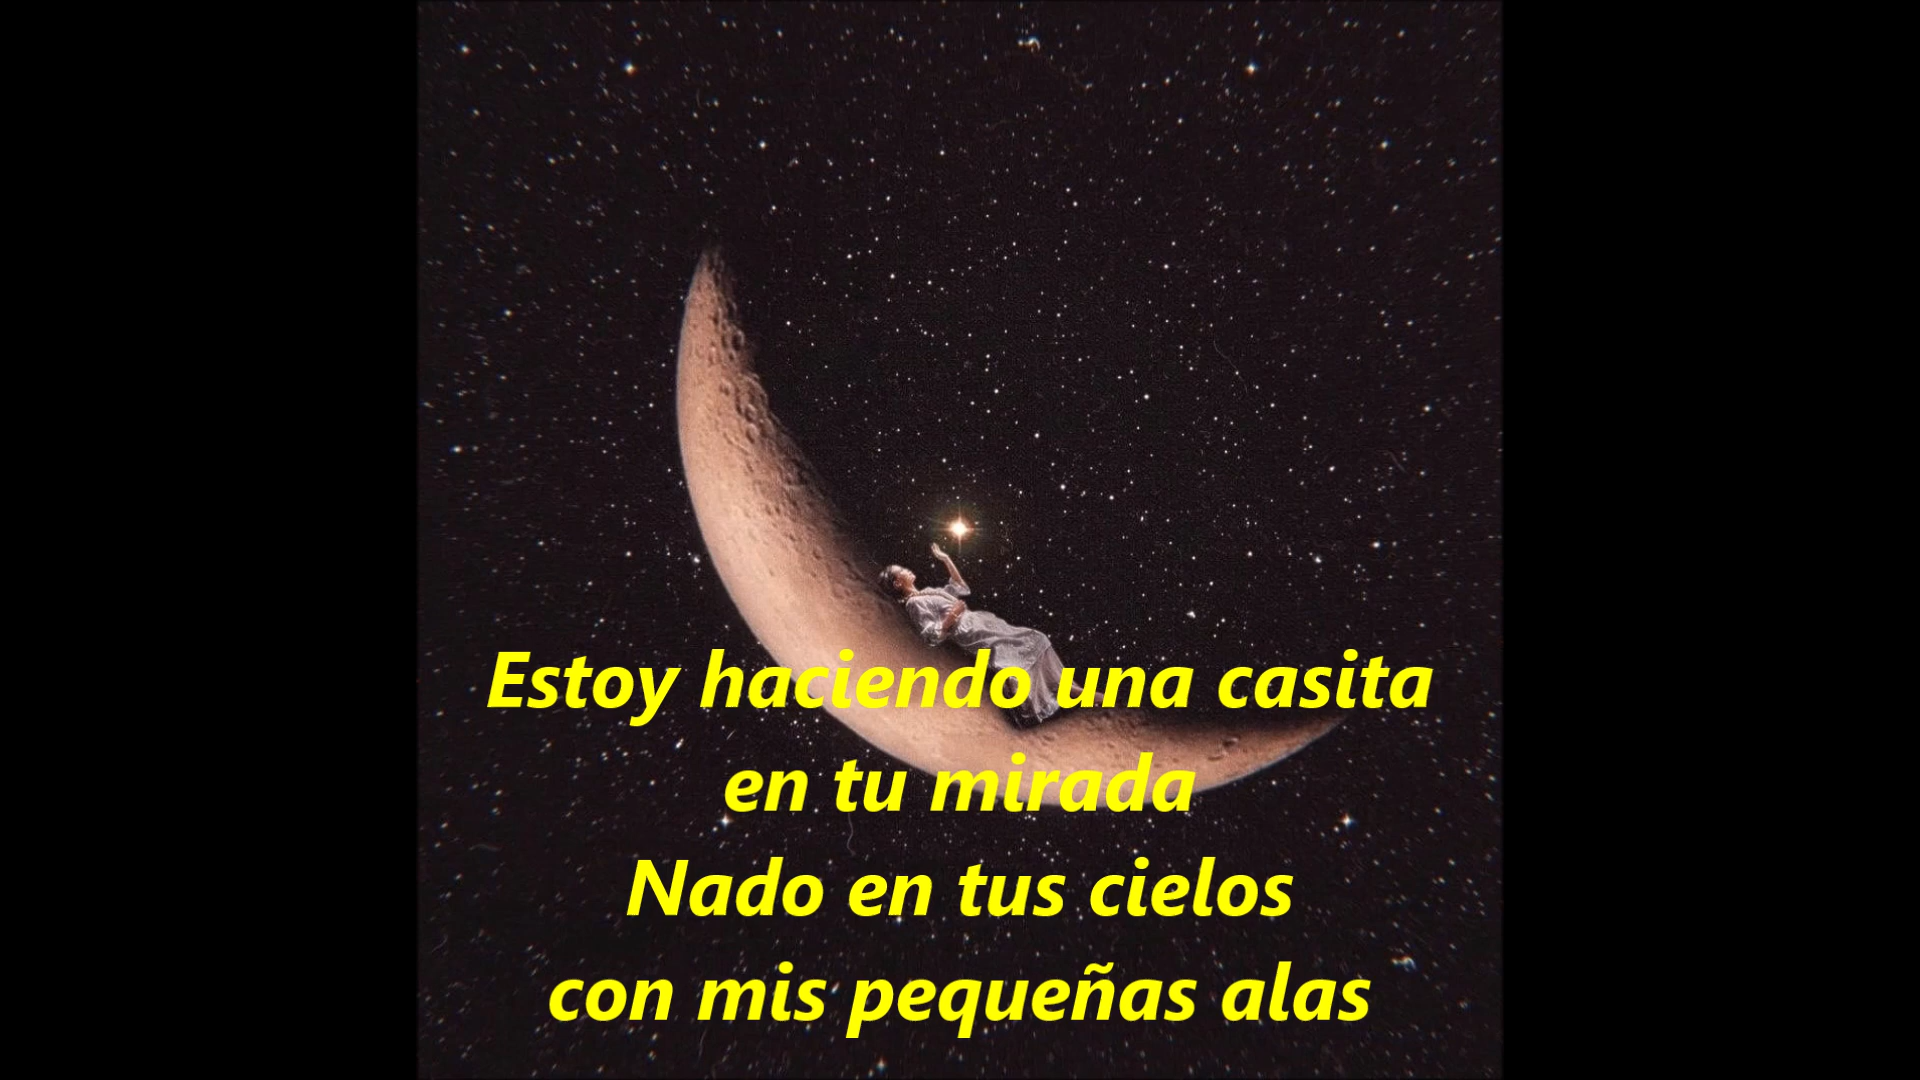 Estoy haciendo una casita
en tu mirada
Nado en tus cielos
con mis pequeñas alas